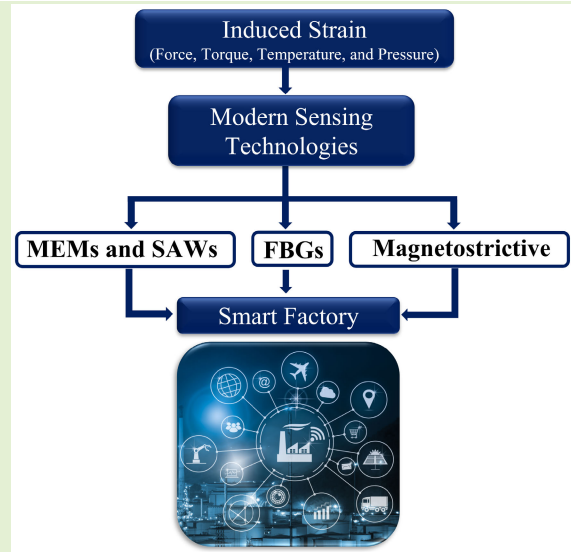 Induced Strain
(Force, Torque, Temperature, and Pressure)
Modern Sensing
Technologies
MEMs and SAWs
FBGs
Magnetostrictive
Smart Factory
@